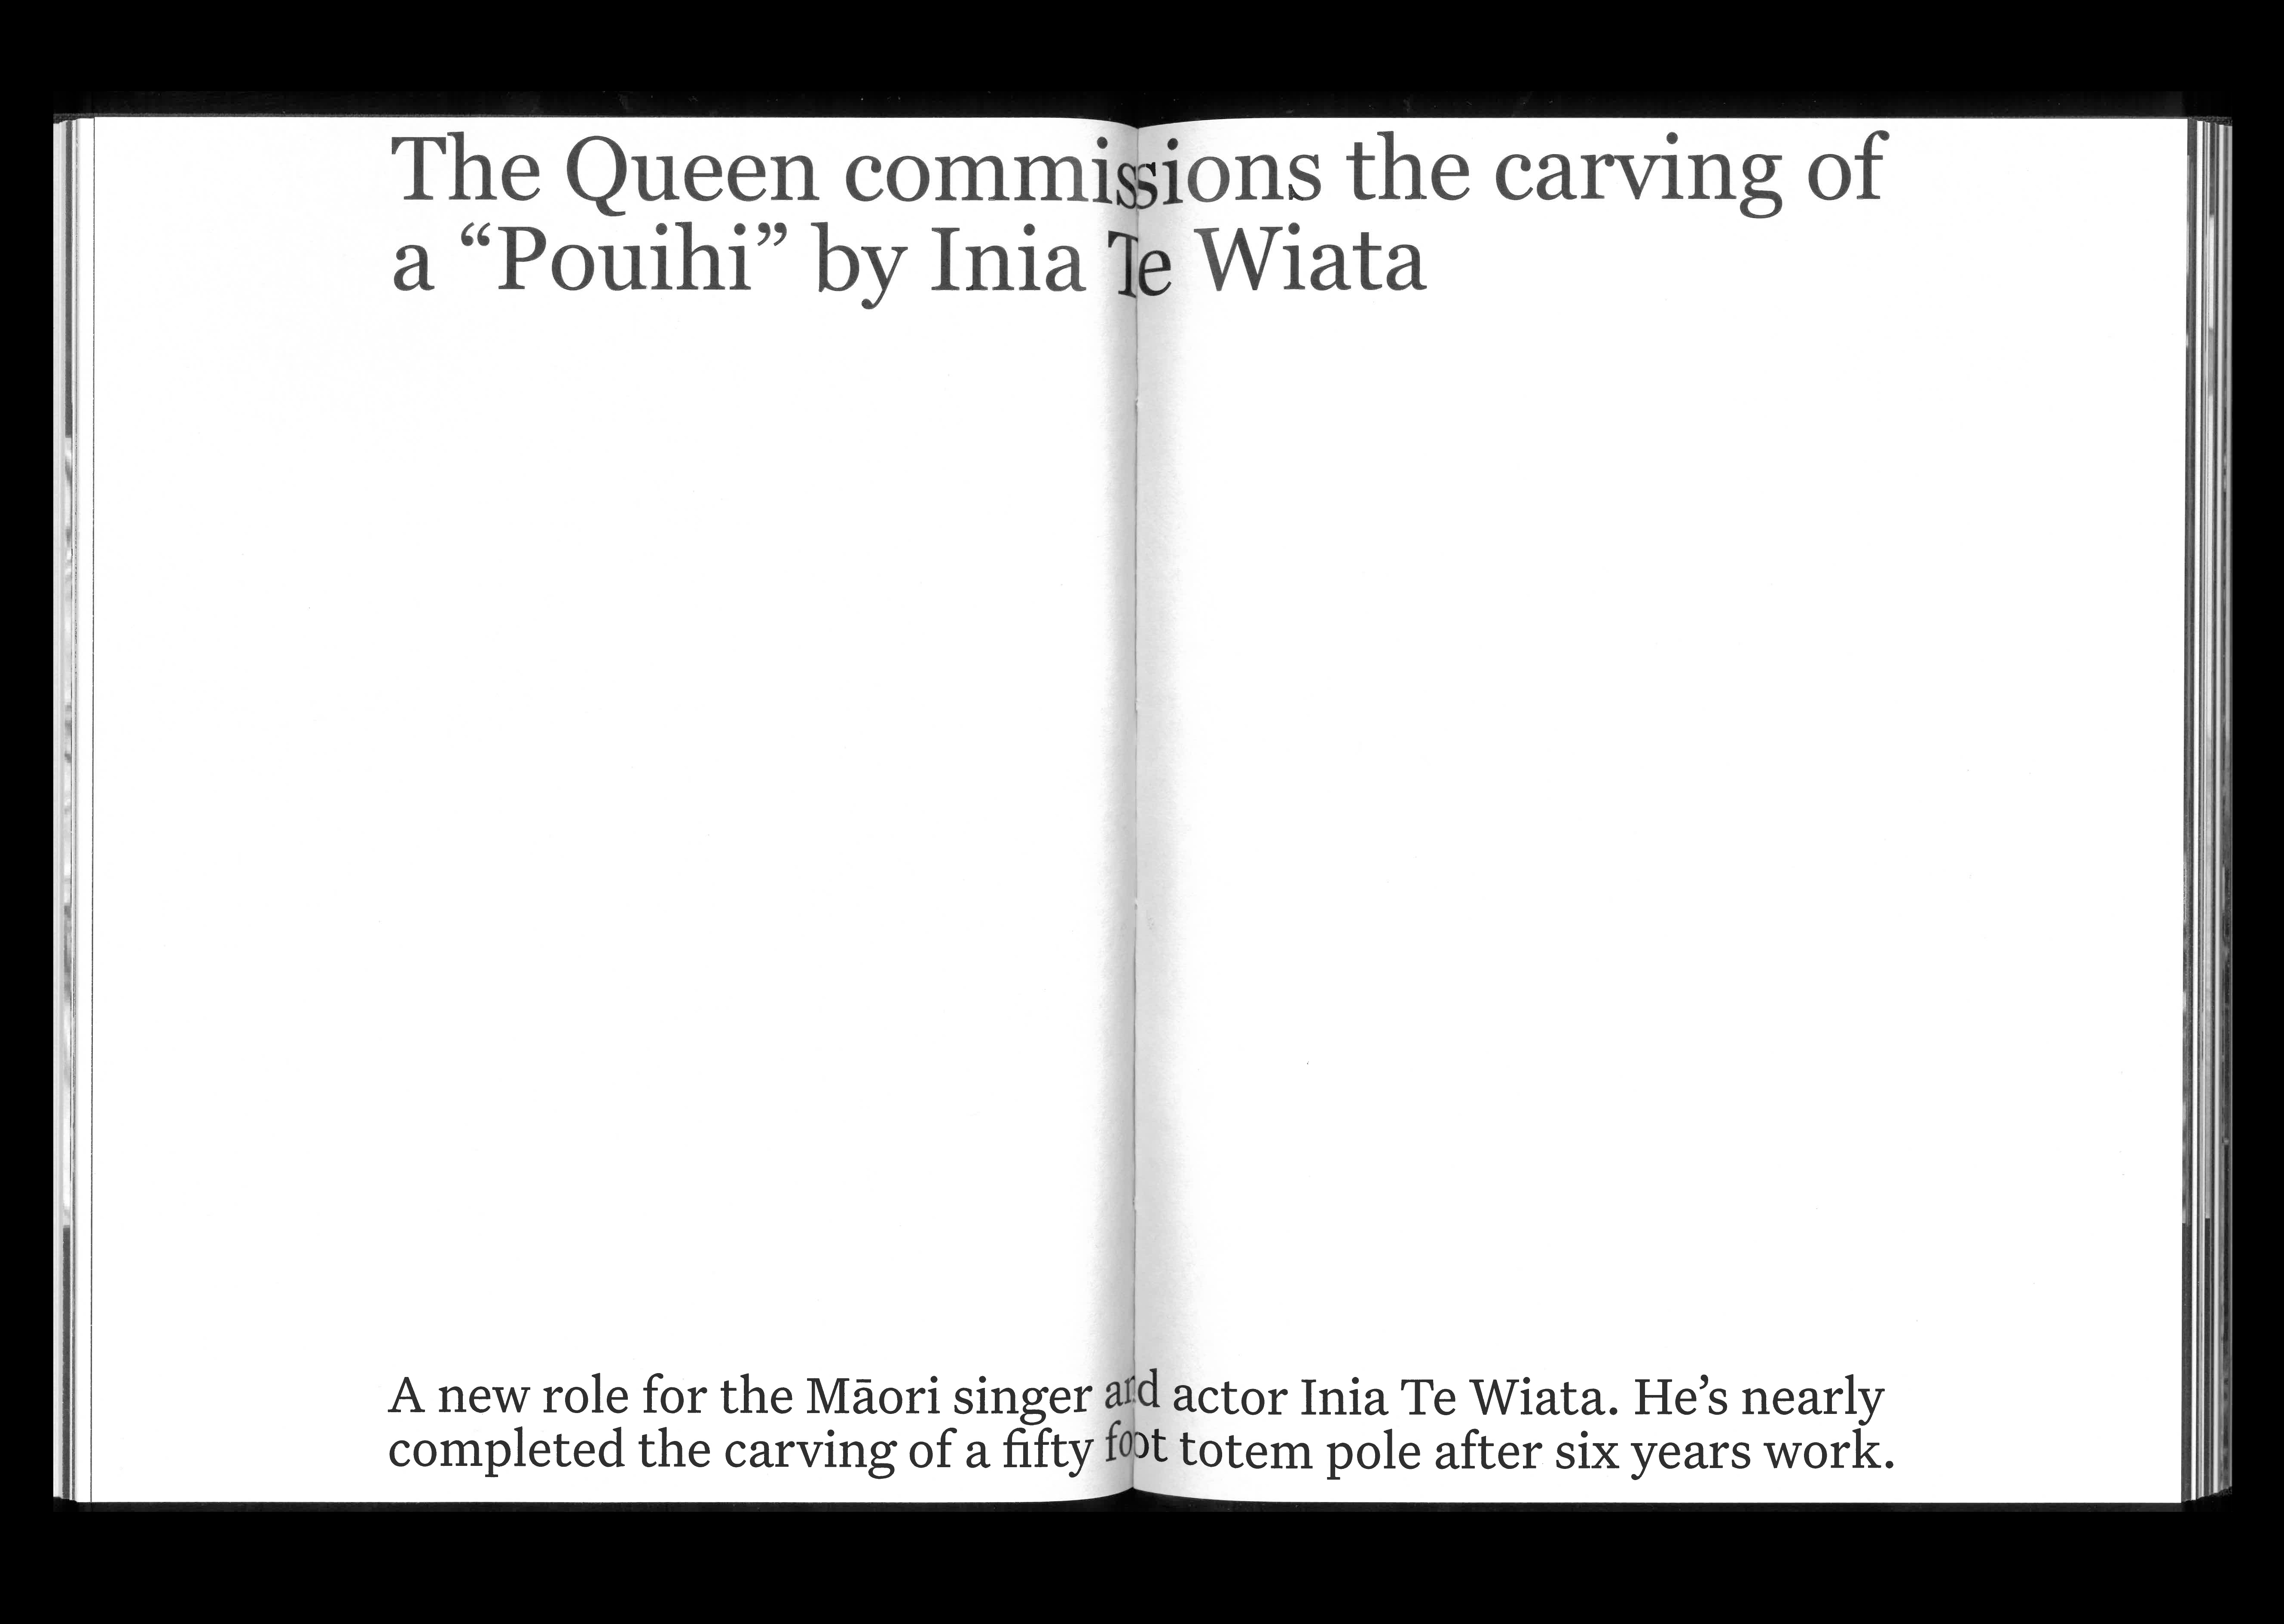 The Queen commissions the carving of
a “Pouihi” by Inia Te Wiata
A new role for the Māori singer and actor Inia Te Wiata. He’s nearly
completed the carving of a fifty foot totem pole after six years work.